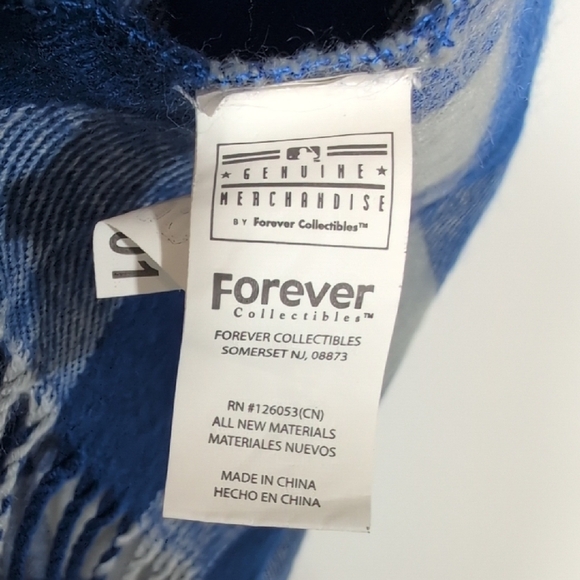 ★ GENUINE ★
MERCHANDISE
BY Forever Collectibles™
Forever
Collectibles™
FOREVER COLLECTIBLES
SOMERSET NJ, 08873
RN #126053(CN)
ALL NEW MATERIALS
MATERIALES NUEVOS
MADE IN CHINA
HECHO EN CHINA
01